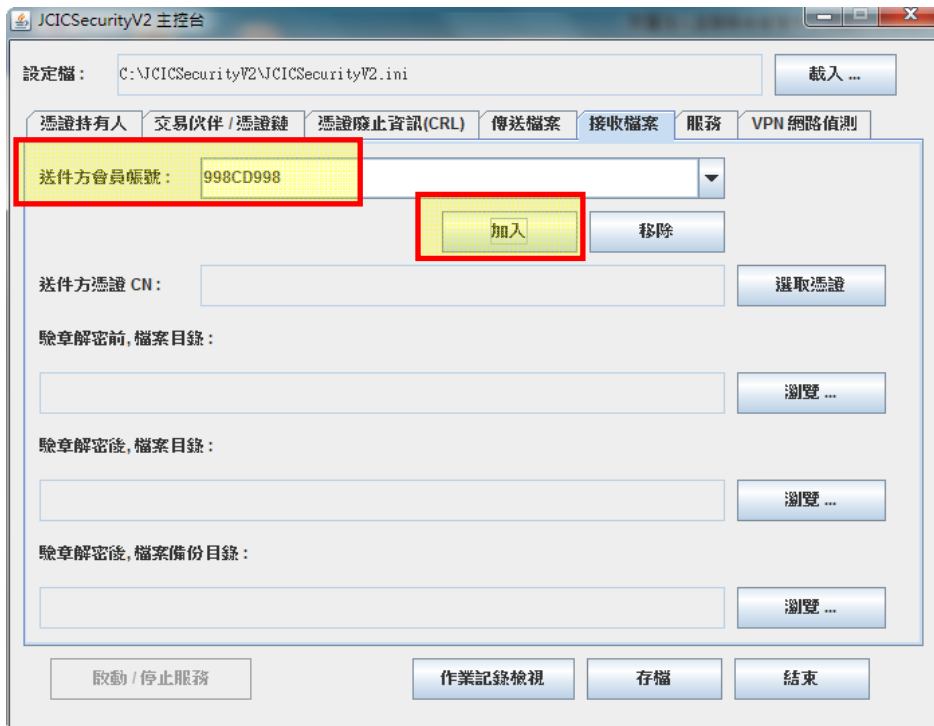 JCICSecurityV2 主控台
設定檔： C:\JCICSecurityV2\JCICSecurityV2.ini 載入 ...
憑證持有人 交易伙伴 / 憑證鏈 憑證廢止資訊(CRL) 傳送檔案 接收檔案 服務 VPN 網路偵測
送件方會員帳號： 998CD998
加入 移除
送件方憑證 CN： 選取憑證
驗章解密前, 檔案目錄：
瀏覽 ...
驗章解密後, 檔案目錄：
瀏覽 ...
驗章解密後, 檔案備份目錄：
瀏覽 ...
啟動 / 停止服務 作業記錄檢視 存檔 結束